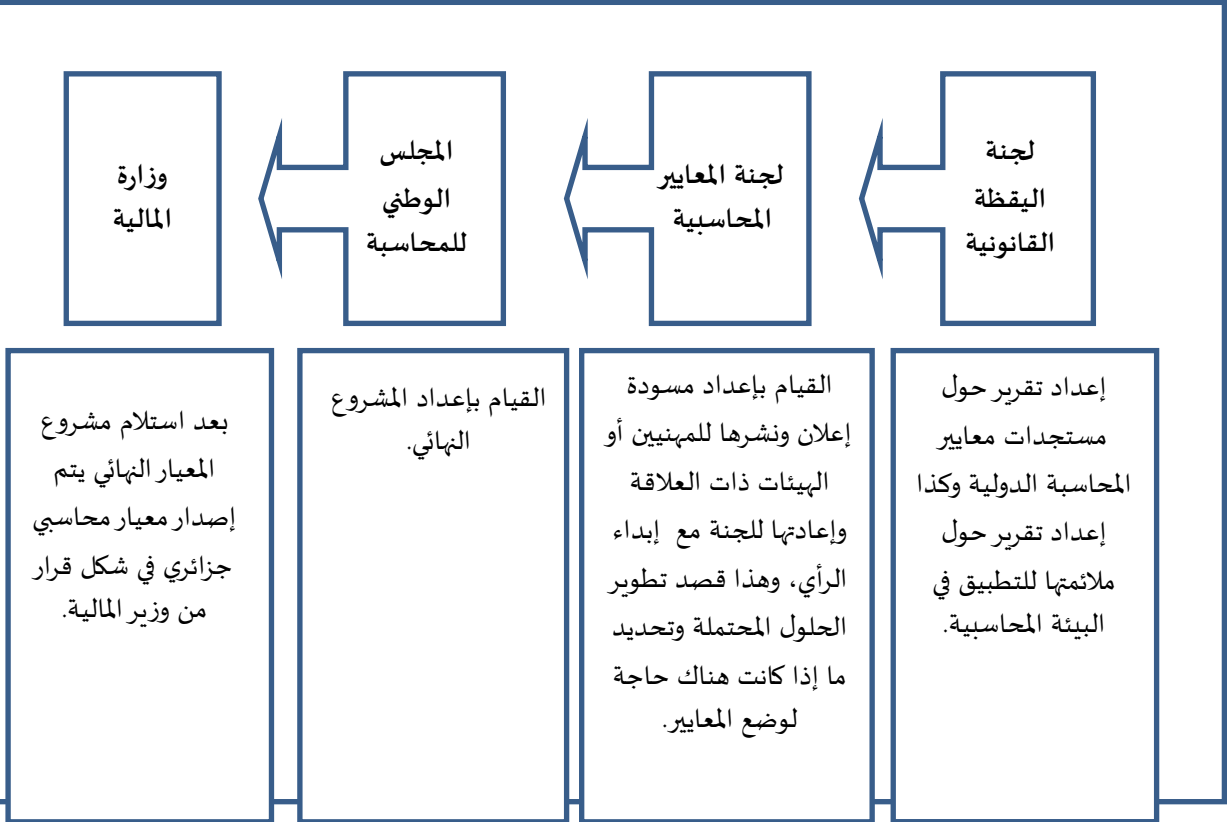 لجنة
اليقظة
القانونية
لجنة المعايير
المحاسبية
المجلس
الوطني
للمحاسبة
وزارة
المالية
إعداد تقرير حول
مستجدات معايير
المحاسبة الدولية وكذا
إعداد تقرير حول
ملائمتها للتطبيق في
البيئة المحاسبية.
القيام بإعداد مسودة
إعلان ونشرها للمهنيين أو
الهيئات ذات العلاقة
وإعادتها للجنة مع إبداء
الرأي، وهذا قصد تطوير
الحلول المحتملة وتحديد
ما إذا كانت هناك حاجة
لوضع المعايير.
القيام بإعداد المشروع
النهائي.
بعد استلام مشروع
المعيار النهائي يتم
إصدار معيار محاسبي
جزائري في شكل قرار
من وزير المالية.